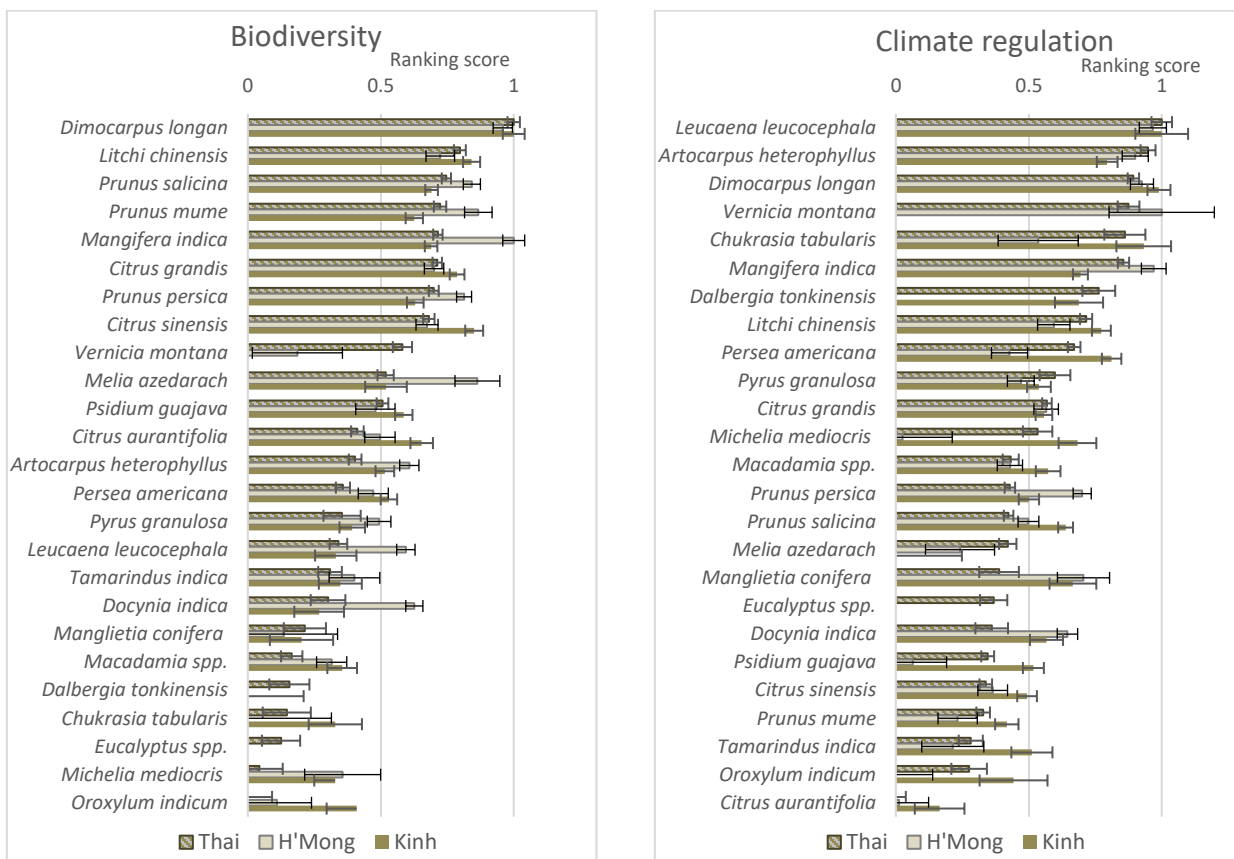 Biodiversity
Ranking score
0 0.5 1
Dimocarpus longan
Litchi chinensis
Prunus salicina
Prunus mume
Mangifera indica
Citrus grandis
Prunus persica
Citrus sinensis
Vernicia montana
Melia azedarach
Psidium guajava
Citrus aurantifolia
Artocarpus heterophyllus
Persea americana
Pyrus granulosa
Leucaena leucocephala
Tamarindus indica
Docynia indica
Manglietia conifera
Macadamia spp.
Dalbergia tonkinensis
Chukrasia tabularis
Eucalyptus spp.
Michelia mediocris
Oroxylum indicum
Thai H'Mong Kinh
Climate regulation
Ranking score
0 0.5 1
Leucaena leucocephala
Artocarpus heterophyllus
Dimocarpus longan
Vernicia montana
Chukrasia tabularis
Mangifera indica
Dalbergia tonkinensis
Litchi chinensis
Persea americana
Pyrus granulosa
Citrus grandis
Michelia mediocris
Macadamia spp.
Prunus persica
Prunus salicina
Melia azedarach
Manglietia conifera
Eucalyptus spp.
Docynia indica
Psidium guajava
Citrus sinensis
Prunus mume
Tamarindus indica
Oroxylum indicum
Citrus aurantifolia
Thai H'Mong Kinh